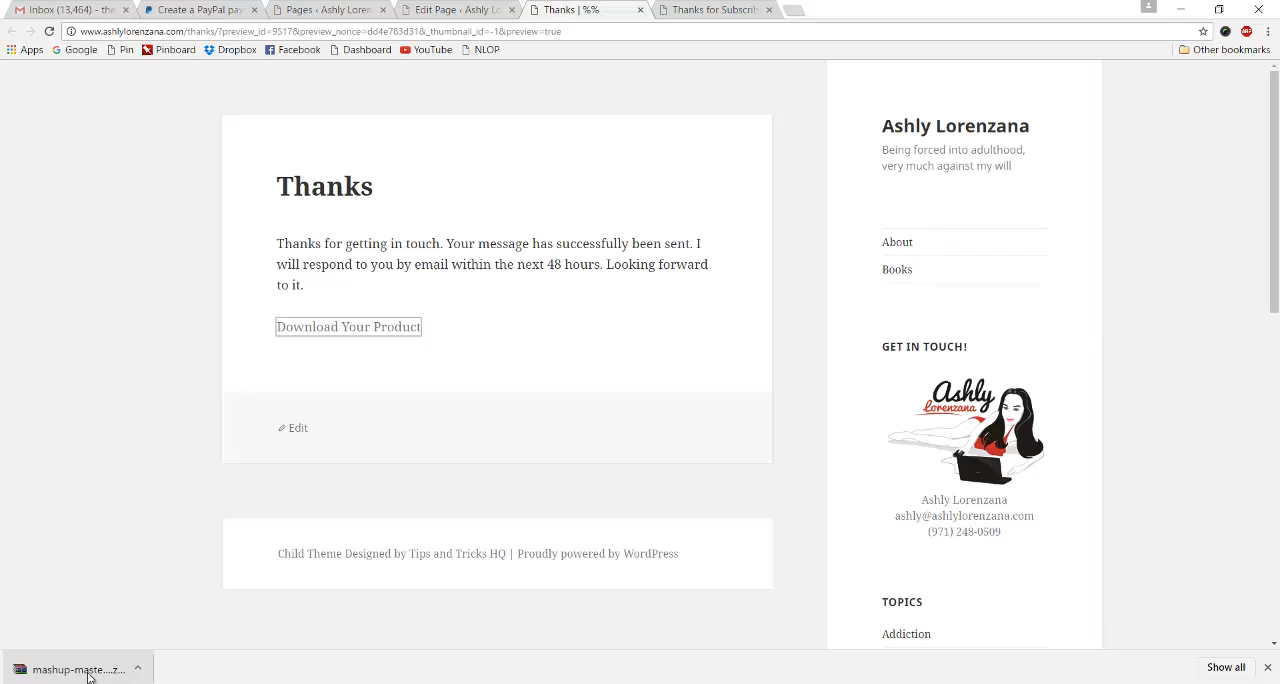 Inbox (13,464) - the
Create a PayPal pay
Pages ‹ Ashly Loren
Edit Page ‹ Ashly Lo
Thanks | %%
Thanks for Subscrib
www.ashlylorenzana.com/thanks/?preview_id=9517&preview_nonce=dd4e783d31&_thumbnail_id=-1&preview=true
Apps Google Pin Pinboard Dropbox Facebook Dashboard YouTube NLOP Other bookmarks
Thanks
Thanks for getting in touch. Your message has successfully been sent. I
will respond to you by email within the next 48 hours. Looking forward
to it.
Download Your Product
Edit
Child Theme Designed by Tips and Tricks HQ | Proudly powered by WordPress
Ashly Lorenzana
Being forced into adulthood,
very much against my will
About
Books
GET IN TOUCH!
Ashly
Lorenzana
Ashly Lorenzana
ashly@ashlylorenzana.com
(971) 248-0509
TOPICS
Addiction
mashup-maste....z...
Show all